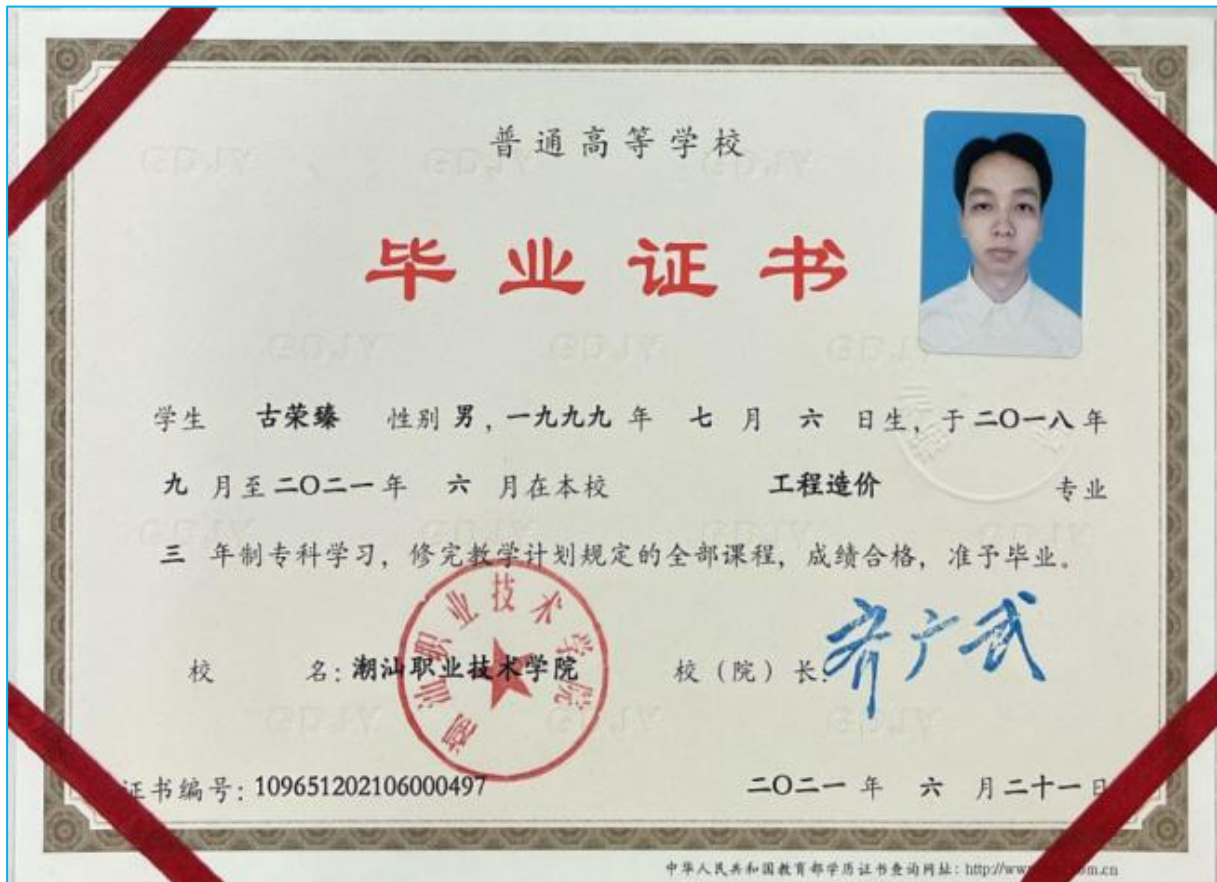 普通高等学校
毕业证书
学生 古荣臻 性别 男，一九九九 年 七 月 六 日生，于 二〇一八 年
九 月至 二〇二一 年 六 月在本校 工程造价 专业
三 年制专科学习，修完教学计划规定的全部课程，成绩合格，准予毕业。
潮汕职业技术学院
校 名：潮汕职业技术学院 校（院）长：
证书编号：109651202106000497 二〇二一 年 六 月 二十一 日
中华人民共和国教育部学历证书查询网址：http://www om.cn